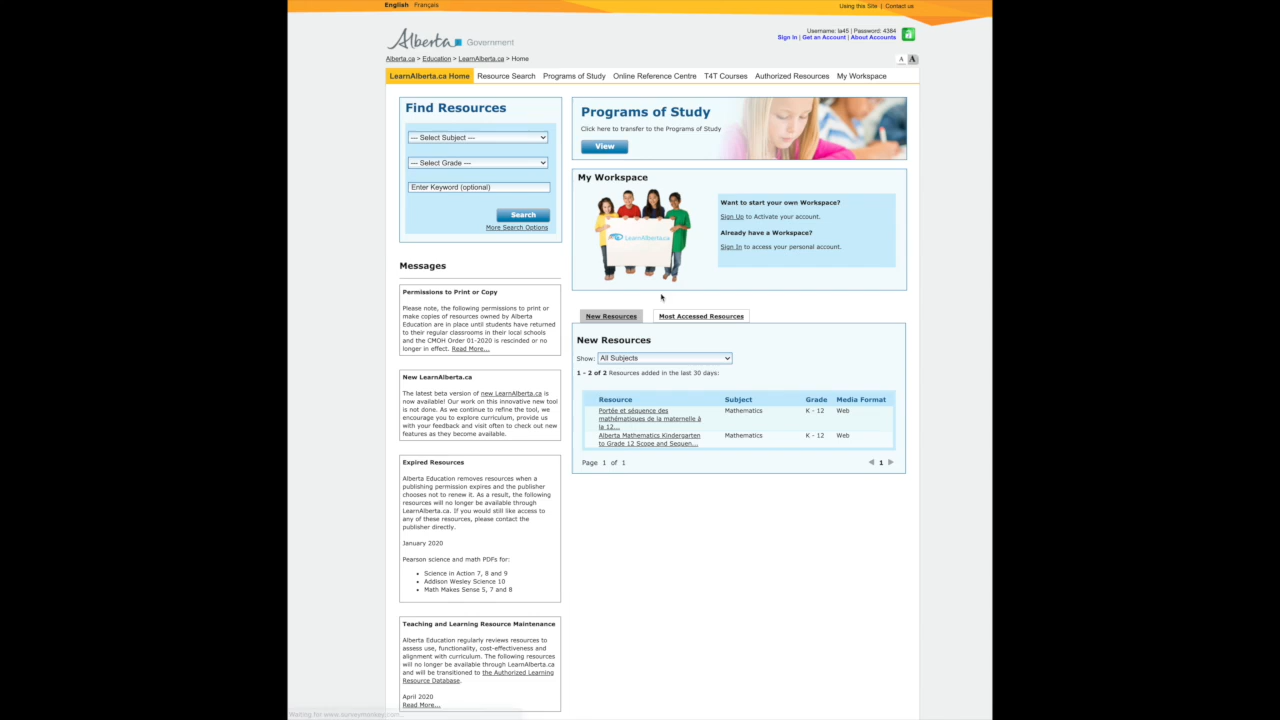 English Français
Using this Site | Contact us
Alberta Government
Username: la45 | Password: 4384
Sign In | Get an Account | About Accounts
Alberta.ca > Education > LearnAlberta.ca > Home
A A
LearnAlberta.ca Home Resource Search Programs of Study Online Reference Centre T4T Courses Authorized Resources My Workspace
Find Resources
--- Select Subject ---
--- Select Grade ---
Enter Keyword (optional)
Search
More Search Options
Programs of Study
Click here to transfer to the Programs of Study
View
My Workspace
LearnAlberta.ca
Want to start your own Workspace?
Sign Up to Activate your account.
Already have a Workspace?
Sign In to access your personal account.
Messages
Permissions to Print or Copy
Please note, the following permissions to print or
make copies of resources owned by Alberta
Education are in place until students have returned
to their regular classrooms in their local schools
and the CMOH Order 01-2020 is rescinded or no
longer in effect. Read More...
New LearnAlberta.ca
The latest beta version of new LearnAlberta.ca is
now available! Our work on this innovative new tool
is not done. As we continue to refine the tool, we
encourage you to explore curriculum, provide us
with your feedback and visit often to check out new
features as they become available.
Expired Resources
Alberta Education removes resources when a
publishing permission expires and the publisher
chooses not to renew it. As a result, the following
resources will no longer be available through
LearnAlberta.ca. If you would still like access to
any of these resources, please contact the
publisher directly.
January 2020
Pearson science and math PDFs for:
• Science in Action 7, 8 and 9
• Addison Wesley Science 10
• Math Makes Sense 5, 7 and 8
Teaching and Learning Resource Maintenance
Alberta Education regularly reviews resources to
assess use, functionality, cost-effectiveness and
alignment with curriculum. The following resources
will no longer be available through LearnAlberta.ca
and will be transitioned to the Authorized Learning
Resource Database.
April 2020
Read More...
New Resources Most Accessed Resources
New Resources
Show: All Subjects
1 - 2 of 2 Resources added in the last 30 days:
Resource Subject Grade Media Format
Portée et séquence des Mathematics K - 12 Web
mathématiques de la maternelle à
la 12...
Alberta Mathematics Kindergarten Mathematics K - 12 Web
to Grade 12 Scope and Sequen...
Page 1 of 1
1
Waiting for www.surveymonkey.com...